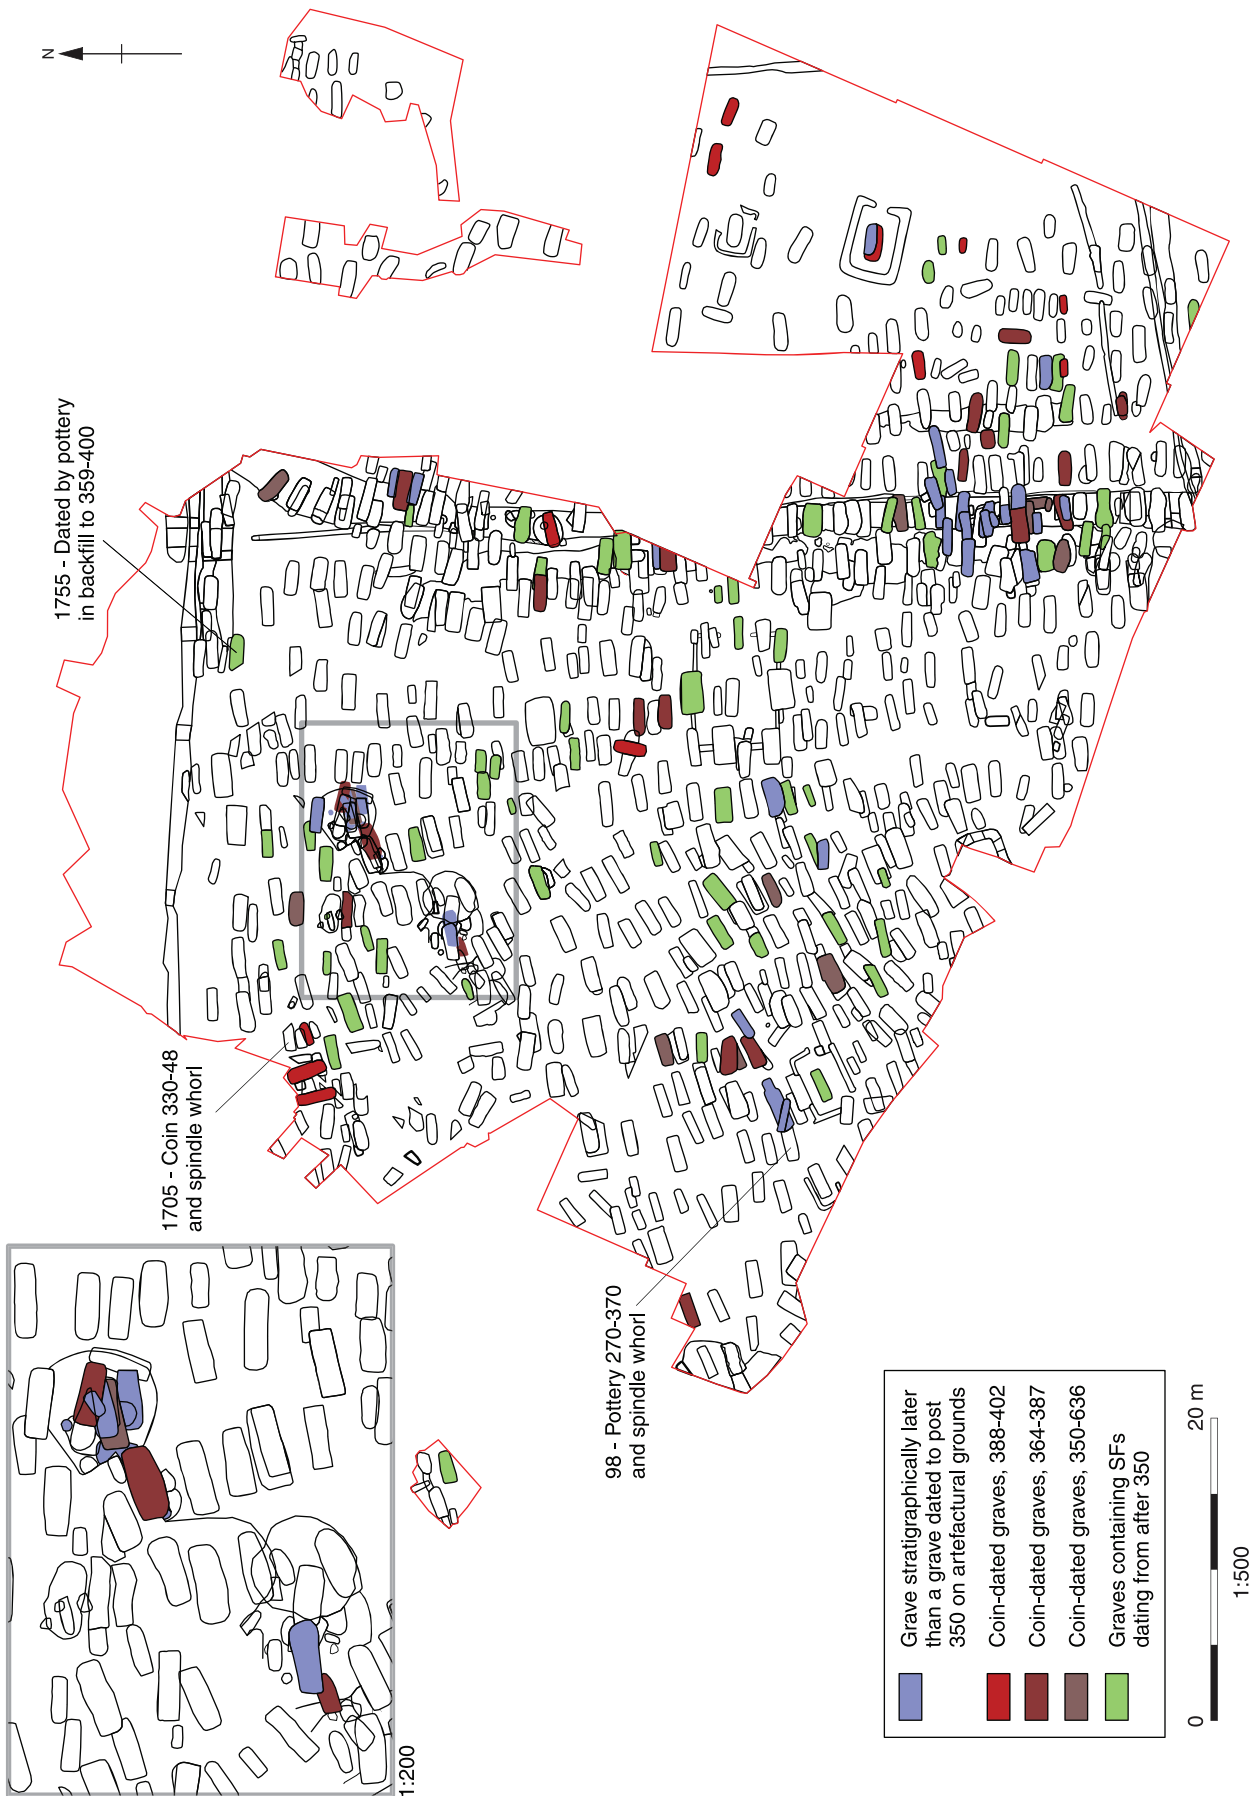 N
1755 - Dated by pottery
in backfill to 359-400
1705 - Coin 330-48
and spindle whorl
98 - Pottery 270-370
and spindle whorl
1:200
Grave stratigraphically later
than a grave dated to post
350 on artefactural grounds
Coin-dated graves, 388-402
Coin-dated graves, 364-387
Coin-dated graves, 350-636
Graves containing SFs
dating from after 350
0
20 m
1:500